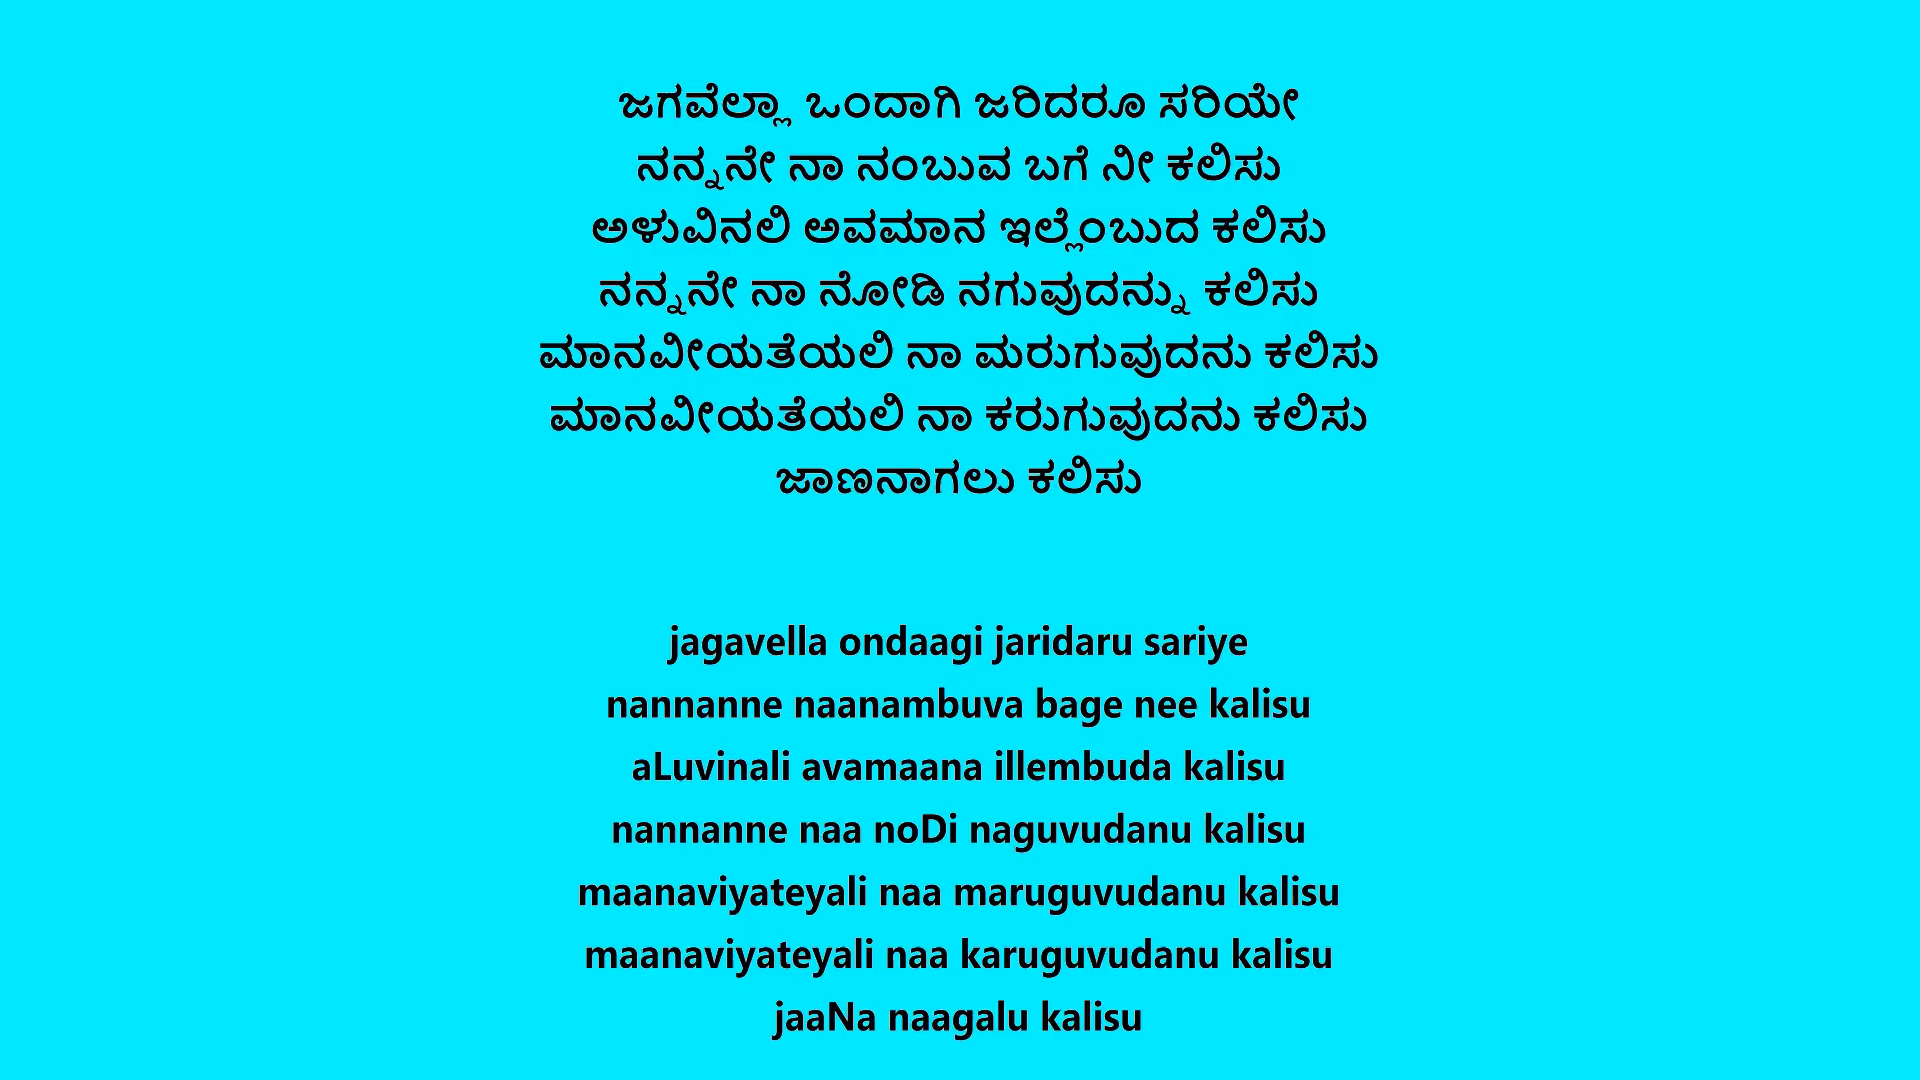 ಜಗವೆಲ್ಲಾ ಒಂದಾಗಿ ಜರಿದರೂ ಸರಿಯೇ
ನನ್ನನೇ ನಾ ನಂಬುವ ಬಗೆ ನೀ ಕಲಿಸು
ಅಳುವಿನಲಿ ಅವಮಾನ ಇಲ್ಲೆಂಬುದ ಕಲಿಸು
ನನ್ನನೇ ನಾ ನೋಡಿ ನಗುವುದನ್ನು ಕಲಿಸು
ಮಾನವೀಯತೆಯಲಿ ನಾ ಮರುಗುವುದನು ಕಲಿಸು
ಮಾನವೀಯತೆಯಲಿ ನಾ ಕರುಗುವುದನು ಕಲಿಸು
ಜಾಣನಾಗಲು ಕಲಿಸು
jagavella ondaagi jaridaru sariye
nannanne naanambuva bage nee kalisu
aLuvinali avamaana illembuda kalisu
nannanne naa noDi naguvudanu kalisu
maanaviyateyali naa maruguvudanu kalisu
maanaviyateyali naa karuguvudanu kalisu
jaaNa naagalu kalisu